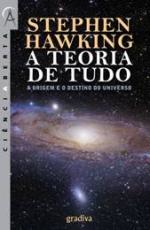 CIÊNCIA ABERTA
STEPHEN
HAWKING
A TEORIA
DE TUDO
A ORIGEM E O DESTINO DO UNIVERSO
gradiva